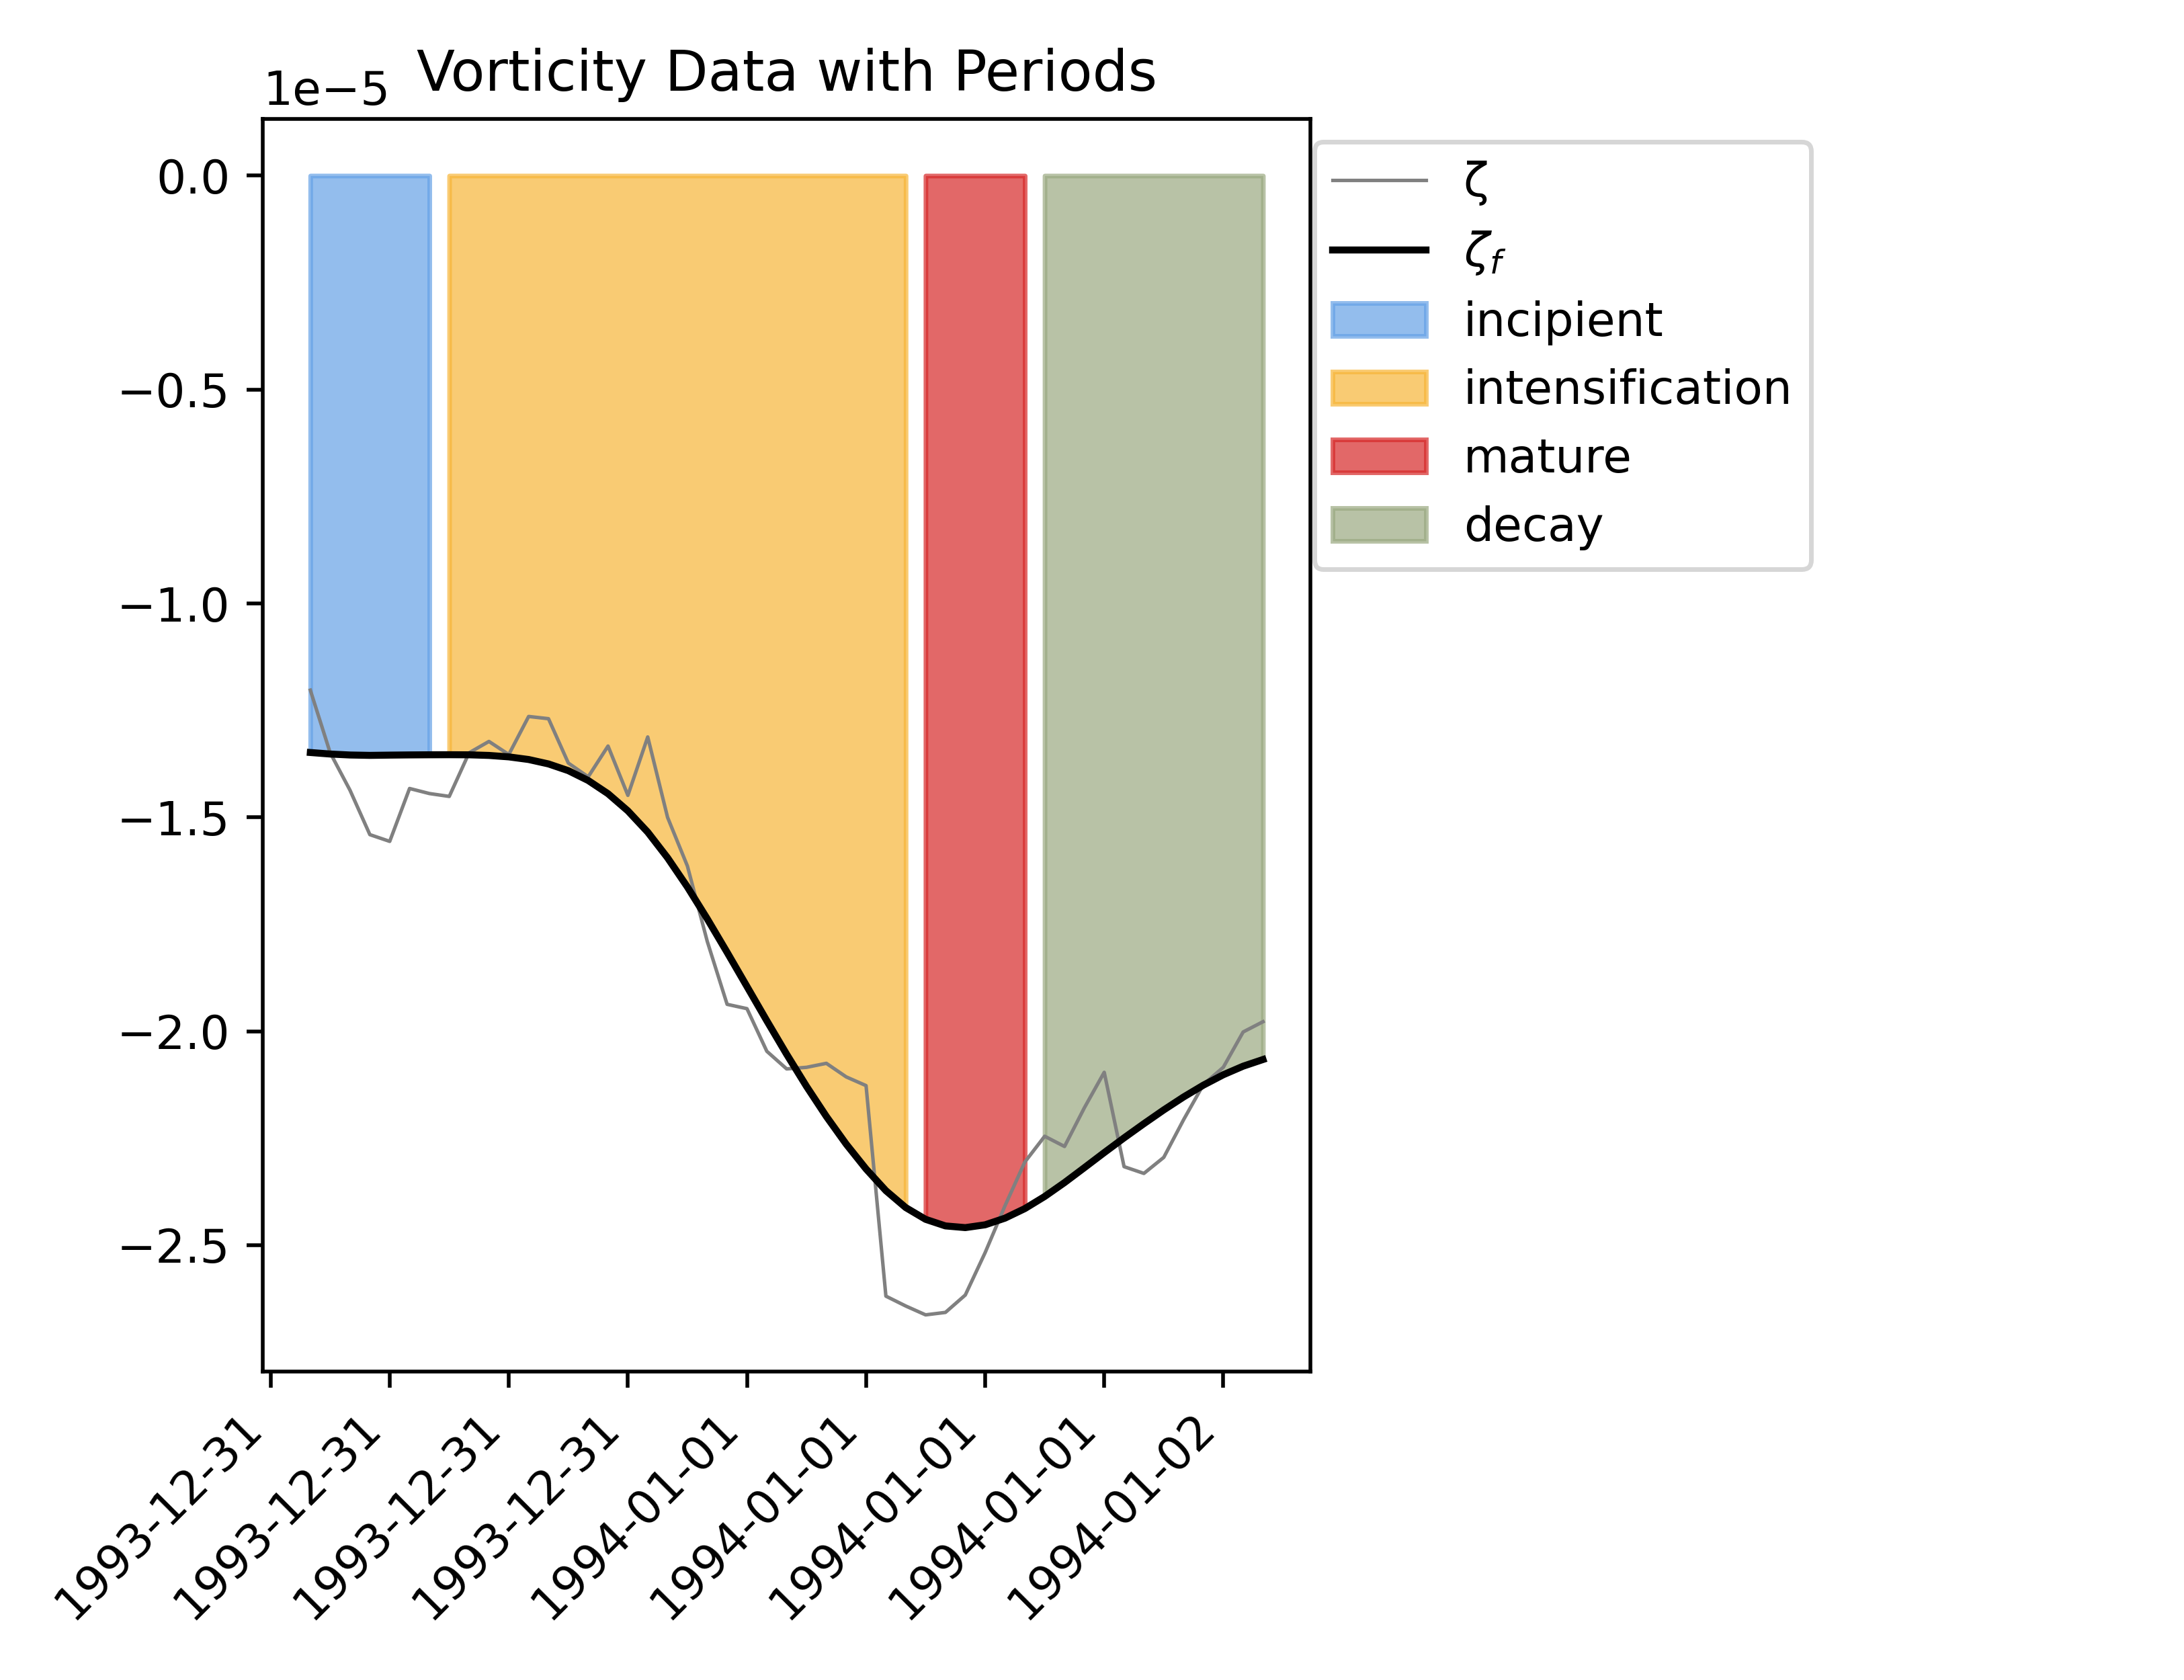 Vorticity Data with Periods
1e−5
0.0
−0.5
−1.0
−1.5
−2.0
−2.5
1993-12-31
1993-12-31
1993-12-31
1993-12-31
1994-01-01
1994-01-01
1994-01-01
1994-01-01
1994-01-02
ζ
ζf
incipient
intensification
mature
decay